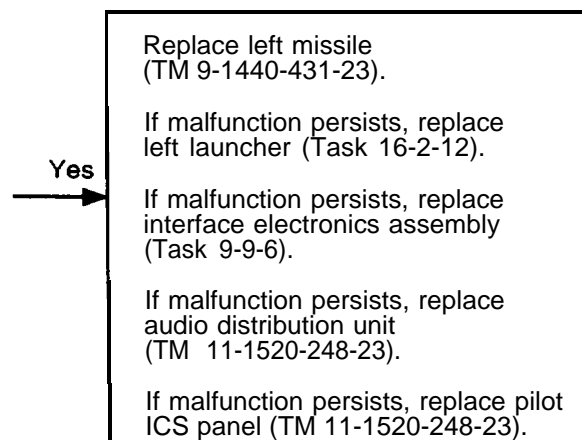 Yes
Replace left missile
(TM 9-1440-431-23).
If malfunction persists, replace
left launcher (Task 16-2-12).
If malfunction persists, replace
interface electronics assembly
(Task 9-9-6).
If malfunction persists, replace
audio distribution unit
(TM 11-1520-248-23).
If malfunction persists, replace pilot
ICS panel (TM 11-1520-248-23).